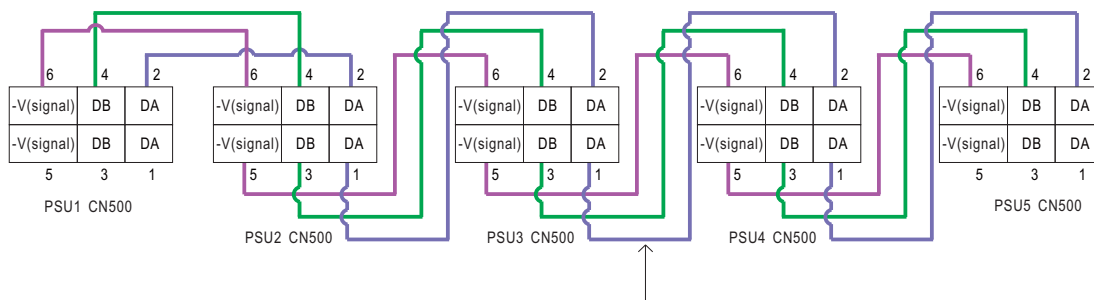 6 4 2 6 4 2 6 4 2 6 4 2 6 4 2
-V(signal) DB DA -V(signal) DB DA -V(signal) DB DA -V(signal) DB DA -V(signal) DB DA
-V(signal) DB DA -V(signal) DB DA -V(signal) DB DA -V(signal) DB DA -V(signal) DB DA
5 3 1 5 3 1 5 3 1 5 3 1 5 3 1
PSU1 CN500 PSU5 CN500
PSU2 CN500 PSU3 CN500 PSU4 CN500